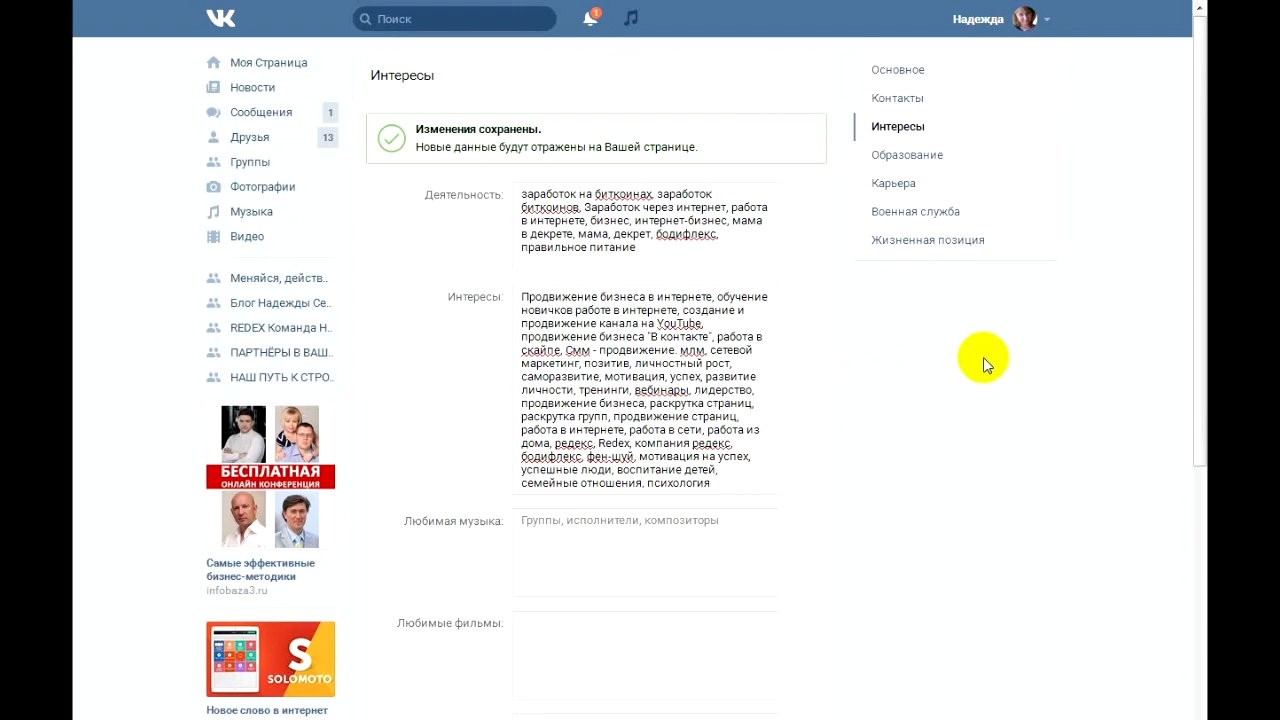 Поиск
1
Надежда
Моя Страница
Новости
Сообщения 1
Друзья 13
Группы
Фотографии
Музыка
Видео
Меняйся, действ..
Блог Надежды Се..
REDEX Команда Н..
ПАРТНЁРЫ В ВАШ..
НАШ ПУТЬ К СТРО..
БЕСПЛАТНАЯ
ОНЛАЙН КОНФЕРЕНЦИЯ
Самые эффективные
бизнес-методики
infobaza3.ru
S
SOLOMOTO
Новое слово в интернет
Интересы
Изменения сохранены.
Новые данные будут отражены на Вашей странице.
Деятельность:
заработок на биткоинах, заработок
биткоинов, Заработок через интернет, работа
в интернете, бизнес, интернет-бизнес, мама
в декрете, мама, декрет, бодифлекс,
правильное питание
Интересы:
Продвижение бизнеса в интернете, обучение
новичков работе в интернете, создание и
продвижение канала на YouTube,
продвижение бизнеса "В контакте", работа в
скайпе, Смм - продвижение. млм, сетевой
маркетинг, позитив, личностный рост,
саморазвитие, мотивация, успех, развитие
личности, тренинги, вебинары, лидерство,
продвижение бизнеса, раскрутка страниц,
раскрутка групп, продвижение страниц,
работа в интернете, работа в сети, работа из
дома, редекс, Redex, компания редекс,
бодифлекс, фен-шуй, мотивация на успех,
успешные люди, воспитание детей,
семейные отношения, психология
Любимая музыка:
Группы, исполнители, композиторы
Любимые фильмы:
Основное
Контакты
Интересы
Образование
Карьера
Военная служба
Жизненная позиция